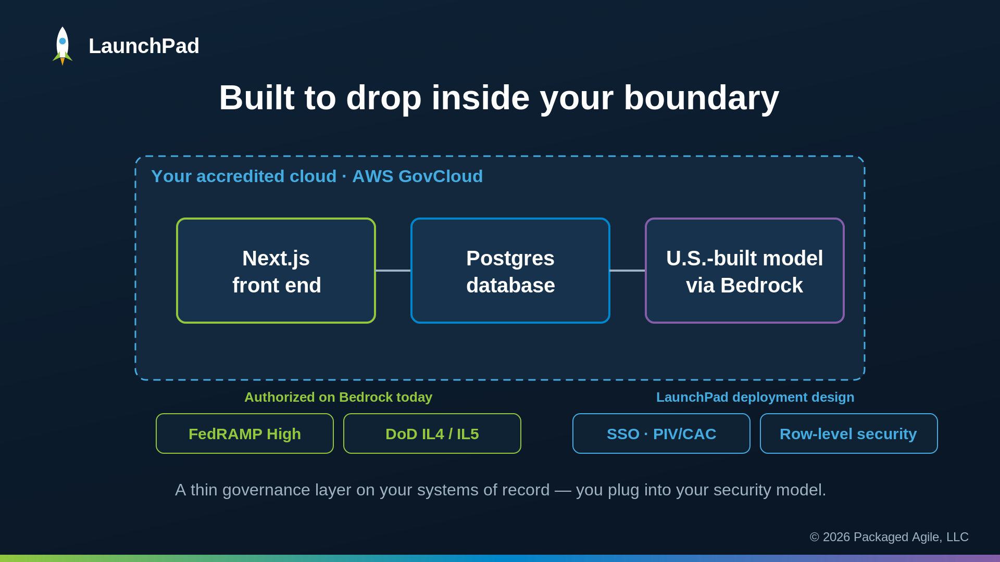 LaunchPad
Built to drop inside your boundary
Your accredited cloud · AWS GovCloud
Next.js
front end
Postgres
database
U.S.-built model
via Bedrock
Authorized on Bedrock today
FedRAMP High
DoD IL4 / IL5
LaunchPad deployment design
SSO · PIV/CAC
Row-level security
A thin governance layer on your systems of record — you plug into your security model.
© 2026 Packaged Agile, LLC